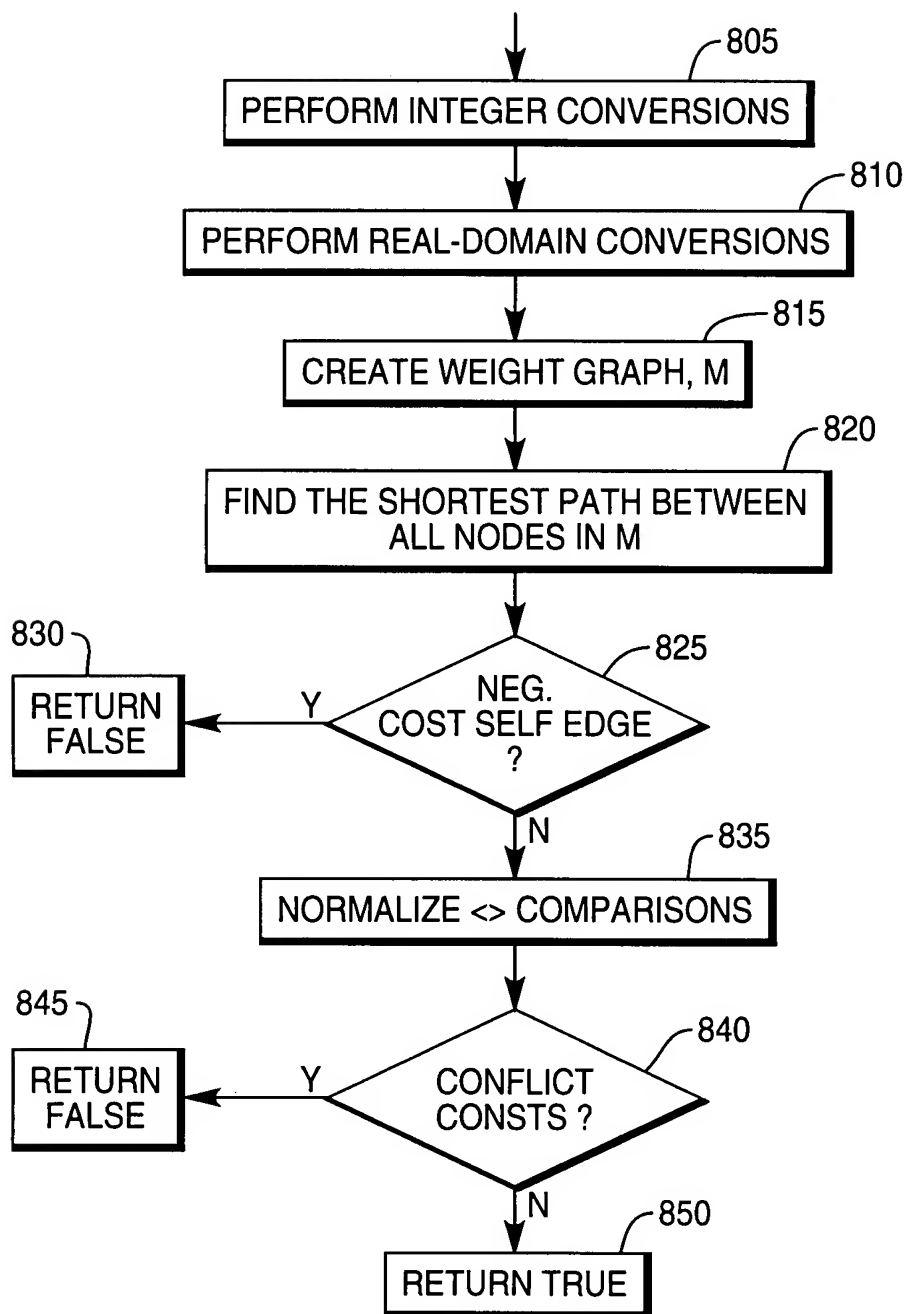 805
PERFORM INTEGER CONVERSIONS
810
PERFORM REAL-DOMAIN CONVERSIONS
815
CREATE WEIGHT GRAPH, M
820
FIND THE SHORTEST PATH BETWEEN
ALL NODES IN M
830
RETURN
FALSE
Y
825
NEG.
COST SELF EDGE
?
N
835
NORMALIZE <> COMPARISONS
845
RETURN
FALSE
Y
840
CONFLICT
CONSTS ?
N
850
RETURN TRUE